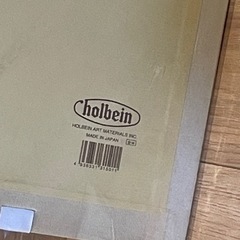 holbein
HOLBEIN ART MATERIALS INC.
MADE IN JAPAN